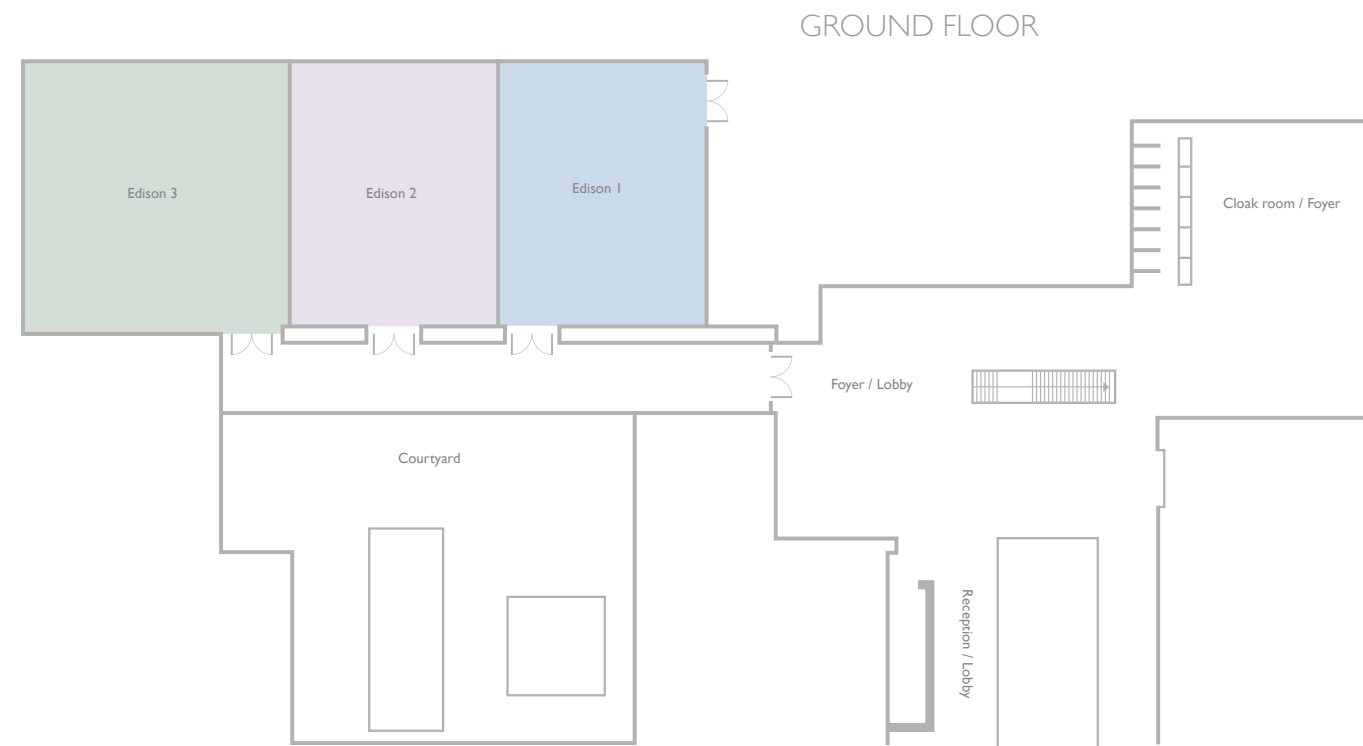 GROUND FLOOR
Edison 3
Edison 2
Edison 1
Cloak room / Foyer
Foyer / Lobby
Courtyard
Reception / Lobby